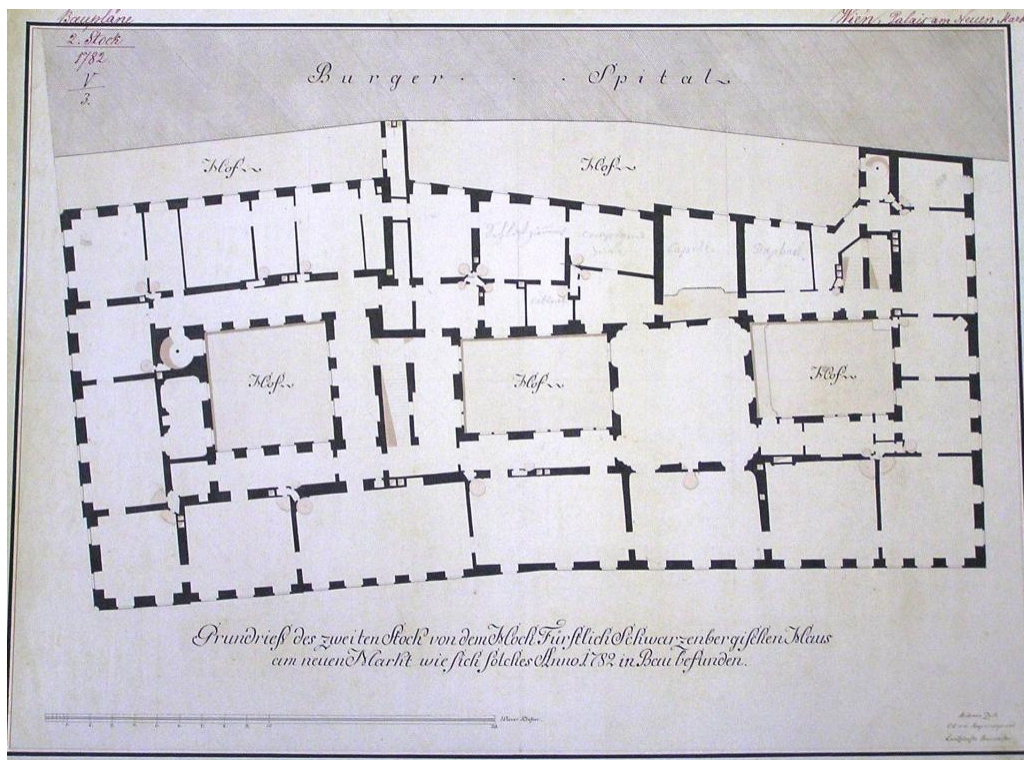 Baupläne
2. Stock
1782
V
3.
Wien, Palais am Neuen Mark
Burger - - - Spital
Hof
Hof
Capelle
Hof
Hof
Hof
Grundrieß des zweiten Stock von dem Hoch Fürstlich Schwarzenbergischen Haus
am neuen Markt wie sich solches Anno 1782 in Bau befunden.